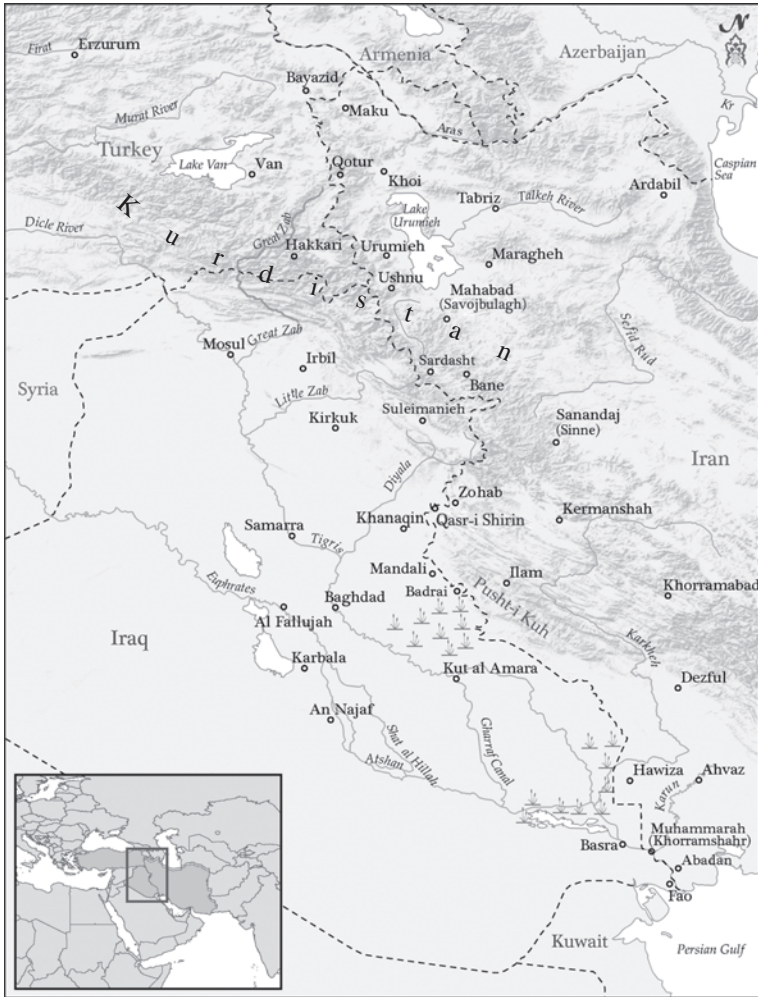 N
Firat
Erzurum
Armenia
Azerbaijan
Bayazid
Maku
Murat River
Aras
Kr
Turkey
Lake Van
Van
Qotur
Khoi
Caspian
Sea
Ardabil
Tabriz
Talkeh River
Lake
Urumieh
Kurdistan
Dicle River
Great Zab
Hakkari
Urumieh
Maragheh
Ushnu
Mahabad
(Savojbulagh)
Sefid Rud
Mosul
Great Zab
Irbil
Sardasht
Bane
Syria
Little Zab
Suleimanieh
Kirkuk
Sanandaj
(Sinne)
Iran
Diyala
Zohab
Khanaqin
Qasr-i Shirin
Kermanshah
Samarra
Tigris
Mandali
Ilam
Badrai
Pusht-i Kuh
Khorramabad
Euphrates
Baghdad
Al Fallujah
Iraq
Karbala
Kut al Amara
Karkheh
Dezful
An Najaf
Shat al Hillah
Atshan
Gharraf Canal
Hawiza
Ahvaz
Karun
Basra
Muhammarah
(Khorramshahr)
Abadan
Fao
Kuwait
Persian Gulf